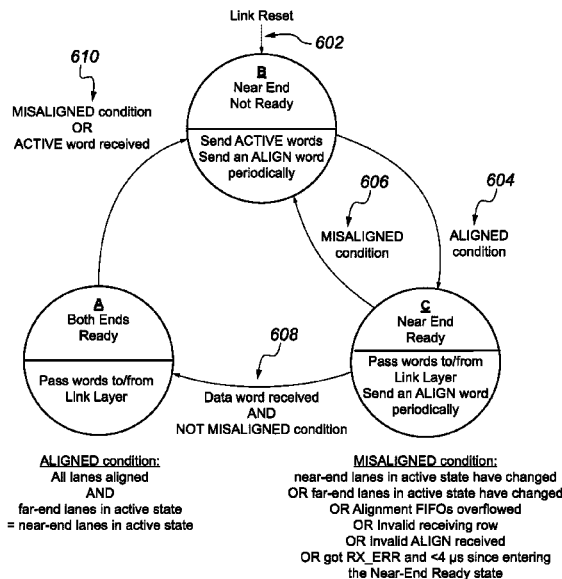 Link Reset
602
610
B
Near End
Not Ready
MISALIGNED condition
OR
ACTIVE word received
Send ACTIVE words
Send an ALIGN word
periodically
606
604
MISALIGNED
condition
ALIGNED
condition
A
Both Ends
Ready
C
Near End
Ready
608
Pass words to/from
Link Layer
Pass words to/from
Link Layer
Send an ALIGN word
periodically
Data word received
AND
NOT MISALIGNED condition
ALIGNED condition:
All lanes aligned
AND
far-end lanes in active state
= near-end lanes in active state
MISALIGNED condition:
near-end lanes in active state have changed
OR far-end lanes in active state have changed
OR Alignment FIFOs overflowed
OR Invalid receiving row
OR Invalid ALIGN received
OR got RX_ERR and <4 µs since entering
the Near-End Ready state